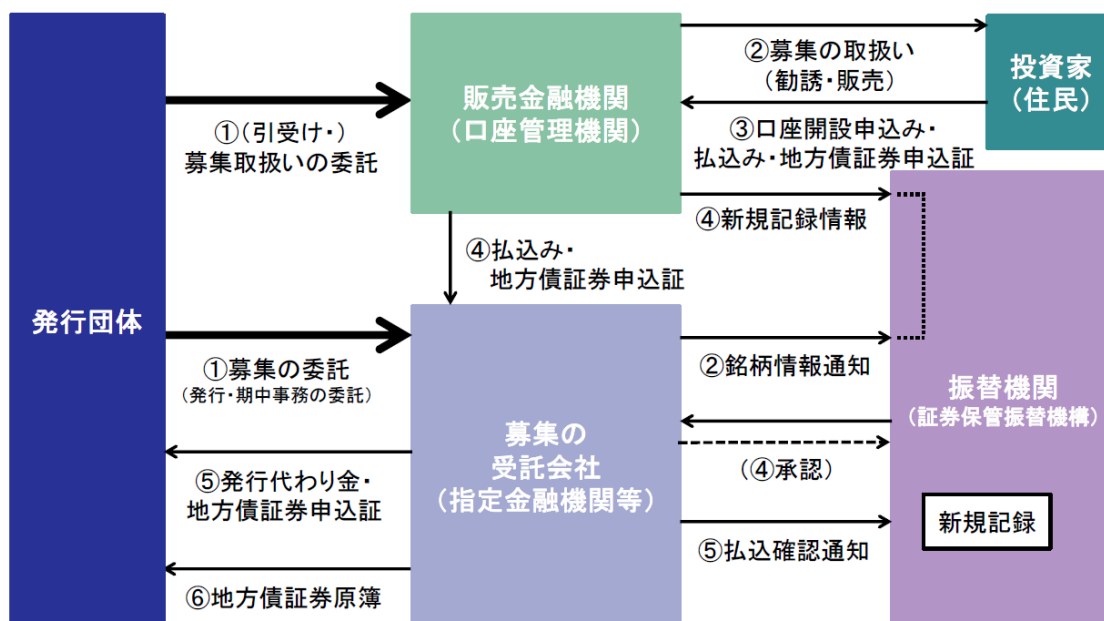 発行団体
①(引受け・)
募集取扱いの委託
販売金融機関
(口座管理機関)
②募集の取扱い
(勧誘・販売)
投資家
(住民)
③口座開設申込み・
払込み・地方債証券申込証
④新規記録情報
④払込み・
地方債証券申込証
①募集の委託
(発行・期中事務の委託)
募集の
受託会社
(指定金融機関等)
②銘柄情報通知
振替機関
(証券保管振替機構)
(④承認)
⑤発行代わり金・
地方債証券申込証
⑤払込確認通知
新規記録
⑥地方債証券原簿